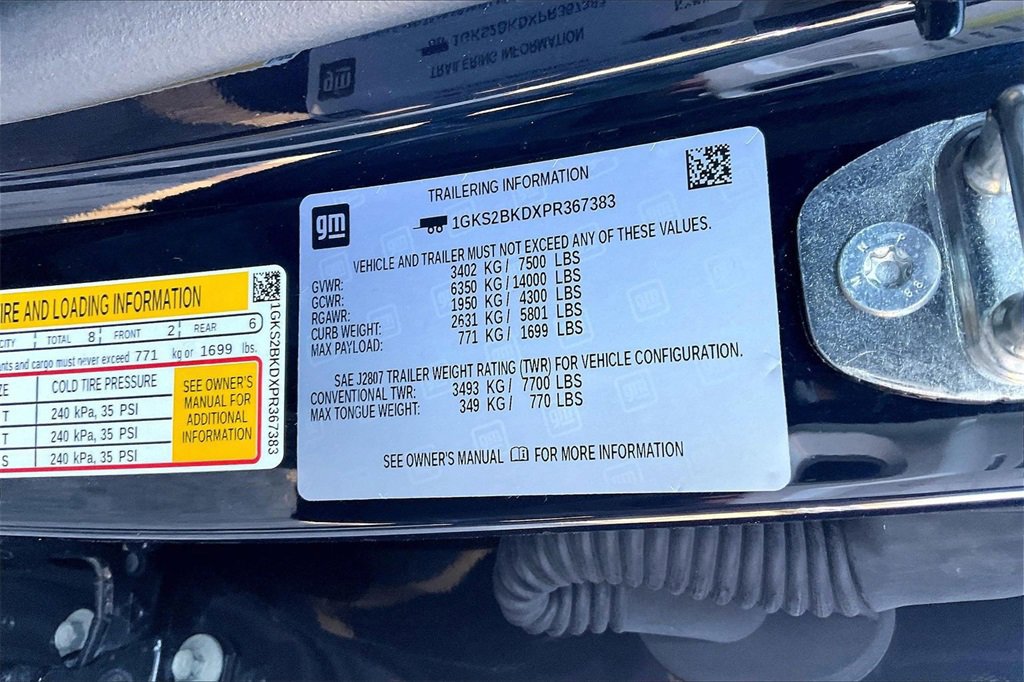 TRAILERING INFORMATION
gm
1GKS2BKDXPR367383
VEHICLE AND TRAILER MUST NOT EXCEED ANY OF THESE VALUES.
GVWR: 3402 KG/ 7500 LBS
GCWR: 6350 KG/ 14000 LBS
RGAWR: 1950 KG/ 4300 LBS
CURB WEIGHT: 2631 KG/ 5801 LBS
MAX PAYLOAD: 771 KG/ 1699 LBS
SAE J2807 TRAILER WEIGHT RATING (TWR) FOR VEHICLE CONFIGURATION.
CONVENTIONAL TWR: 3493 KG/ 7700 LBS
MAX TONGUE WEIGHT: 349 KG/ 770 LBS
SEE OWNER'S MANUAL FOR MORE INFORMATION
AND LOADING INFORMATION
TOTAL 8 FRONT 2 REAR 6
and cargo must never exceed 771 kg or 1699 lbs.
COLD TIRE PRESSURE
T 240 kPa, 35 PSI
T 240 kPa, 35 PSI
S 240 kPa, 35 PSI
SEE OWNER'S
MANUAL FOR
ADDITIONAL
INFORMATION
1GKS2BKDXPR367383
1GKS2BKDXPR367383
TRAILERING INFORMATION
gm